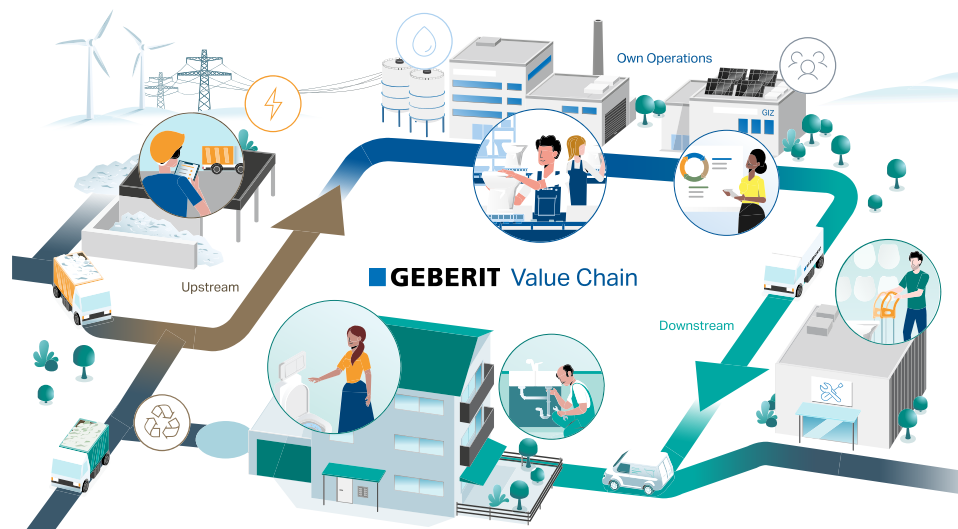 Own Operations
GIZ
Upstream
GEBERIT Value Chain
Downstream